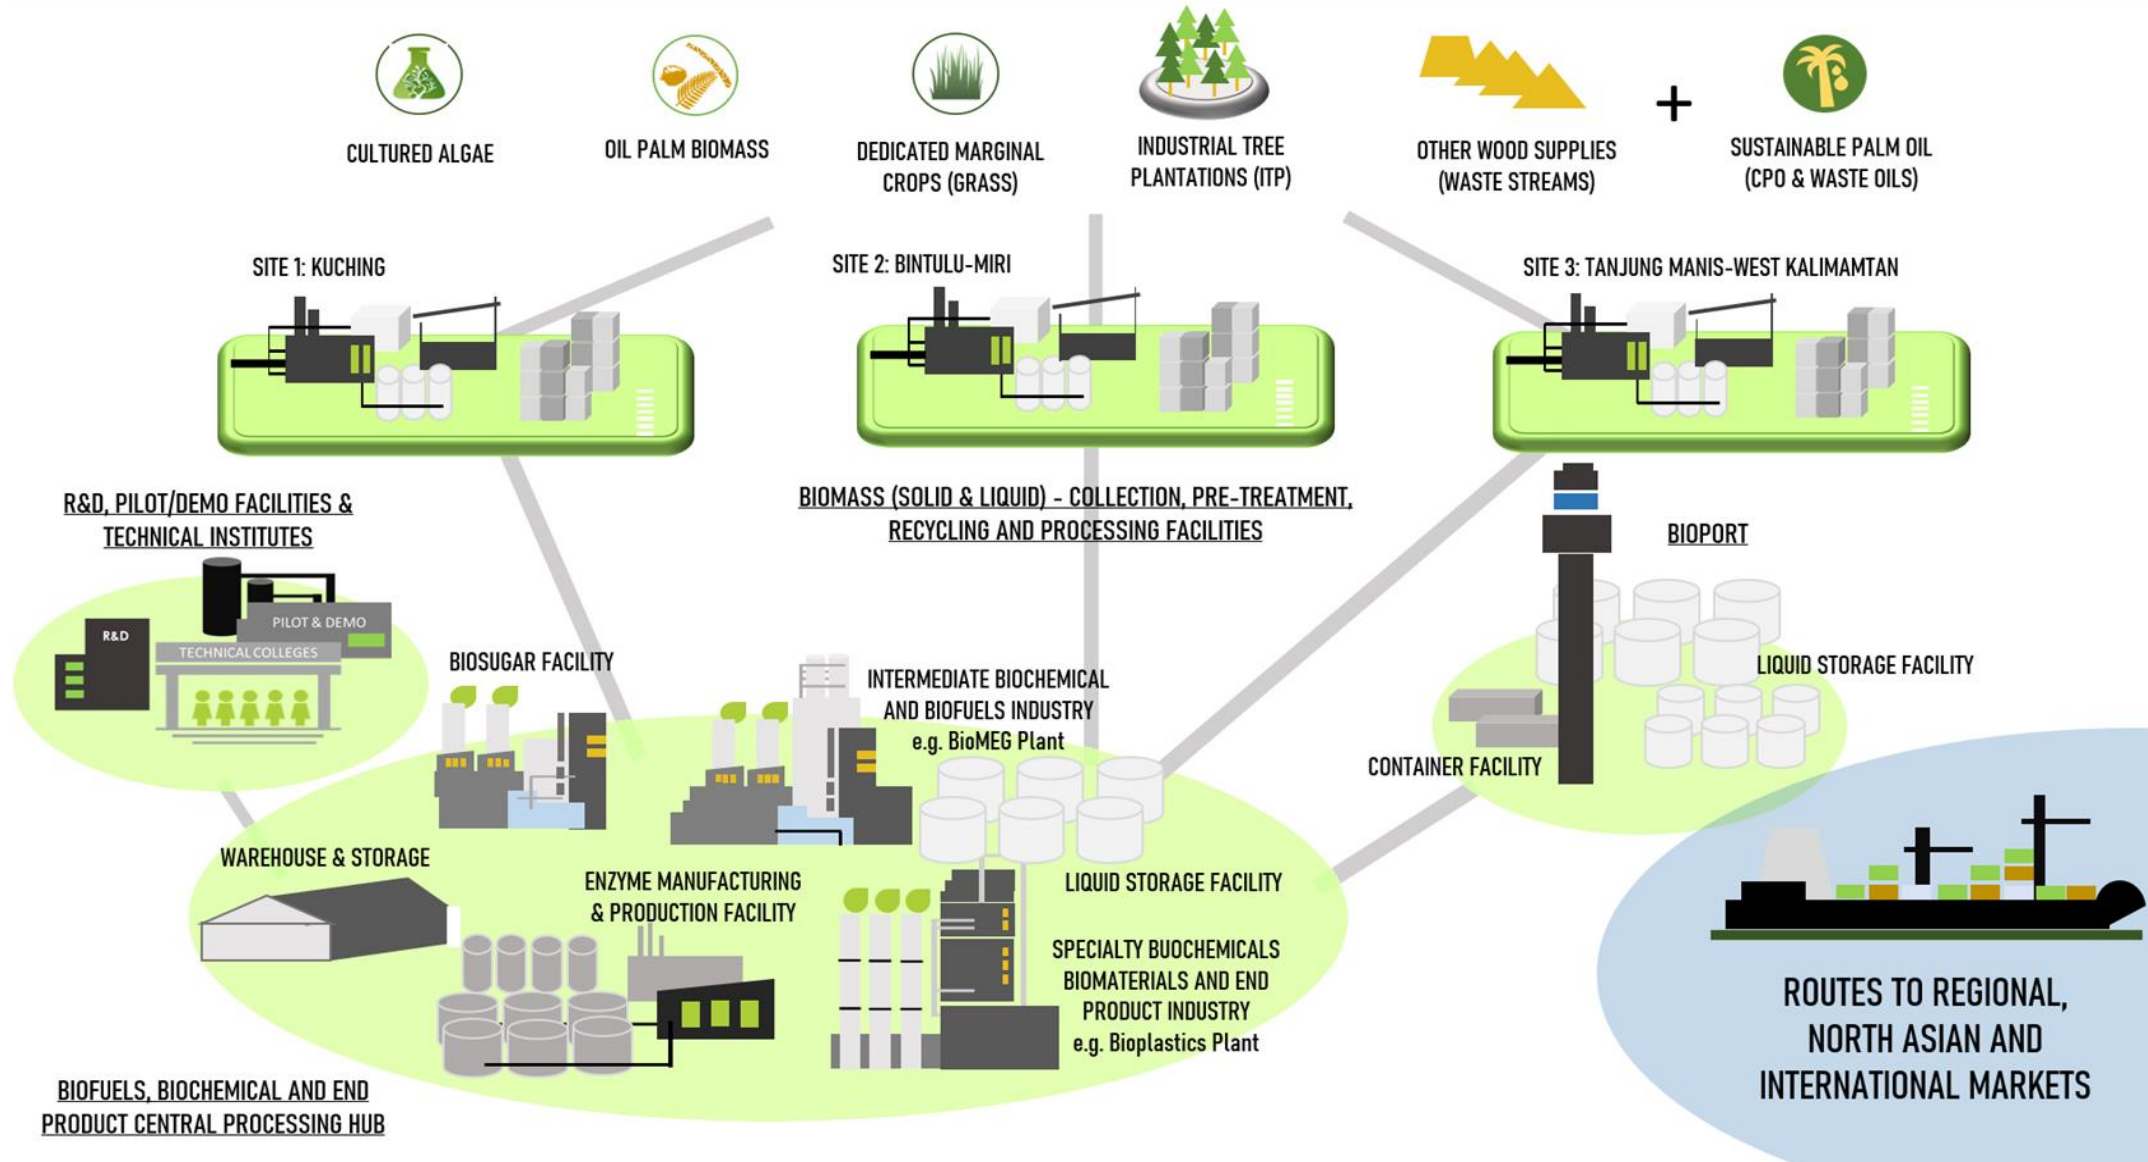 CULTURED ALGAE
OIL PALM BIOMASS
DEDICATED MARGINAL
CROPS (GRASS)
INDUSTRIAL TREE
PLANTATIONS (ITP)
OTHER WOOD SUPPLIES
(WASTE STREAMS)
+
SUSTAINABLE PALM OIL
(CPO & WASTE OILS)
SITE 1: KUCHING
SITE 2: BINTULU-MIRI
SITE 3: TANJUNG MANIS-WEST KALIMAMTAN
R&D, PILOT/DEMO FACILITIES &
TECHNICAL INSTITUTES
BIOMASS (SOLID & LIQUID) - COLLECTION, PRE-TREATMENT,
RECYCLING AND PROCESSING FACILITIES
BIOPORT
R&D
PILOT & DEMO
TECHNICAL COLLEGES
BIOSUGAR FACILITY
INTERMEDIATE BIOCHEMICAL
AND BIOFUELS INDUSTRY
e.g. BioMEG Plant
LIQUID STORAGE FACILITY
CONTAINER FACILITY
WAREHOUSE & STORAGE
ENZYME MANUFACTURING
& PRODUCTION FACILITY
LIQUID STORAGE FACILITY
SPECIALTY BUOCHEMICALS
BIOMATERIALS AND END
PRODUCT INDUSTRY
e.g. Bioplastics Plant
BIOFUELS, BIOCHEMICAL AND END
PRODUCT CENTRAL PROCESSING HUB
ROUTES TO REGIONAL,
NORTH ASIAN AND
INTERNATIONAL MARKETS